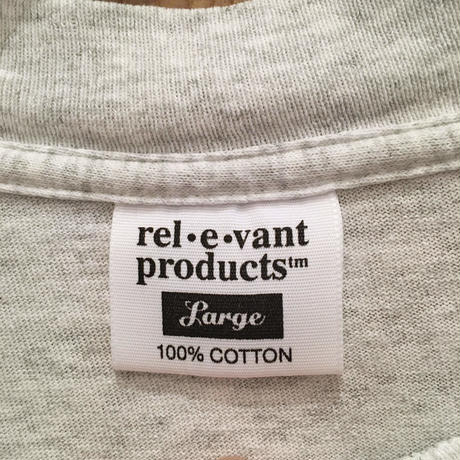 rel•e•vant
products™
Large
100% COTTON